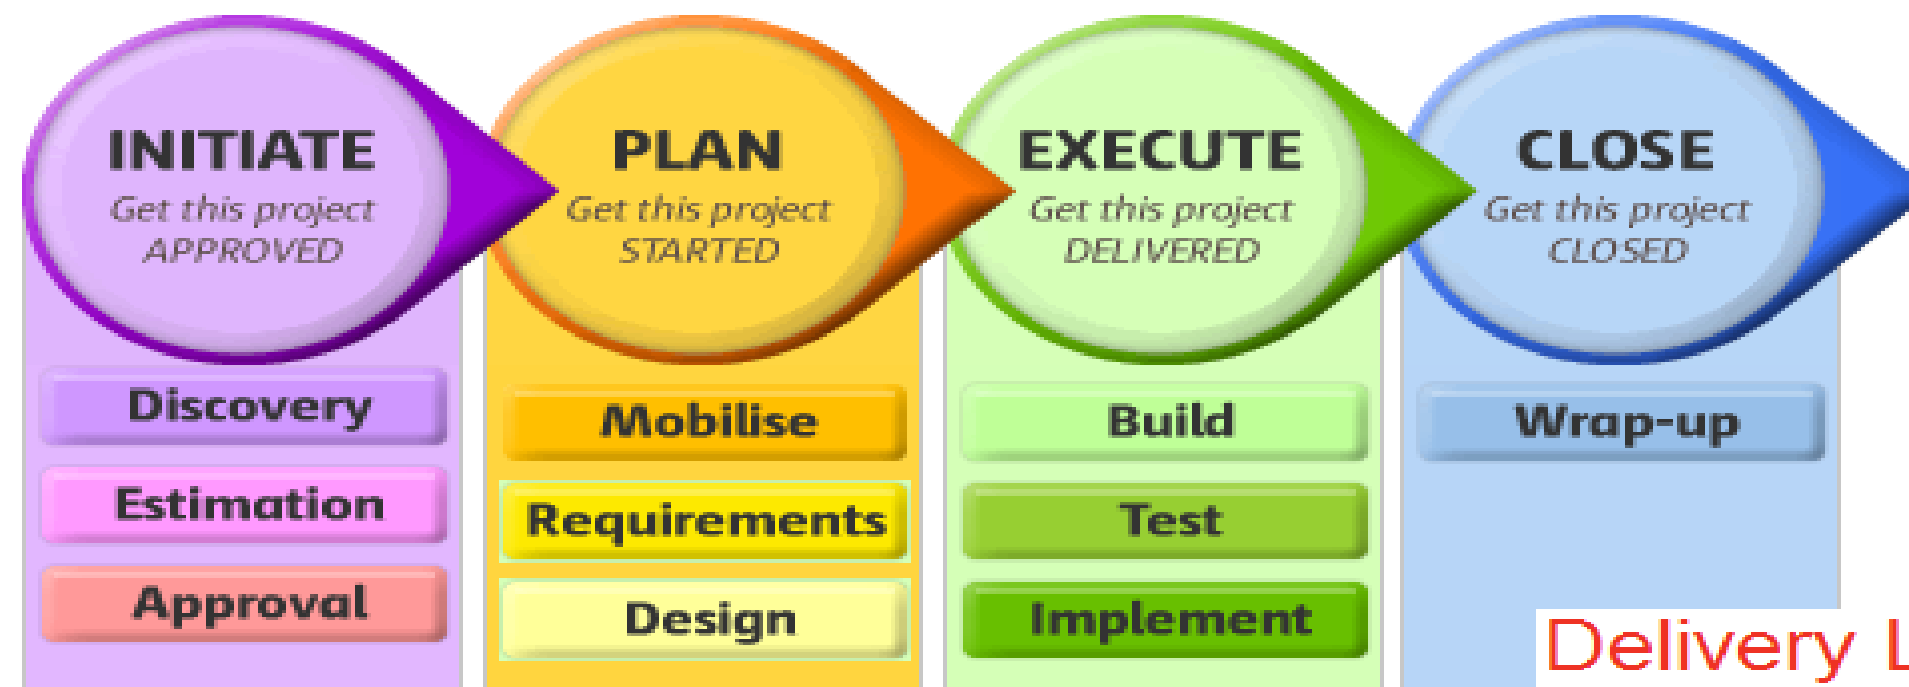 INITIATE
Get this project
APPROVED
Discovery
Estimation
Approval
PLAN
Get this project
STARTED
Mobilise
Requirements
Design
EXECUTE
Get this project
DELIVERED
Build
Test
Implement
CLOSE
Get this project
CLOSED
Wrap-up
Delivery L